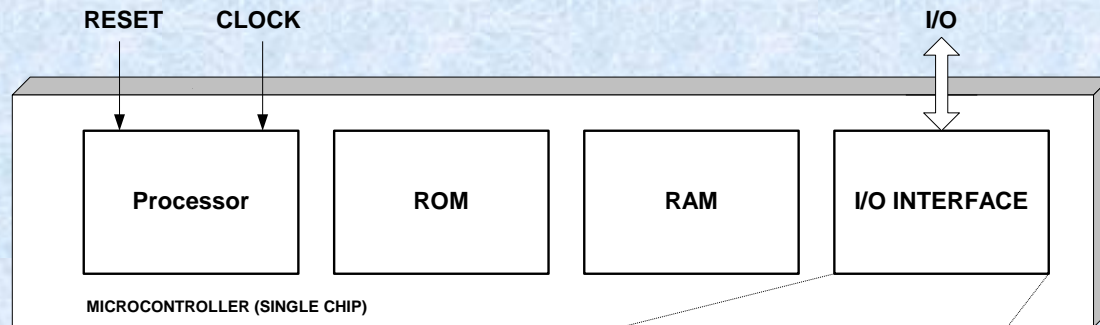 RESET CLOCK I/O
Processor ROM RAM I/O INTERFACE
MICROCONTROLLER (SINGLE CHIP)